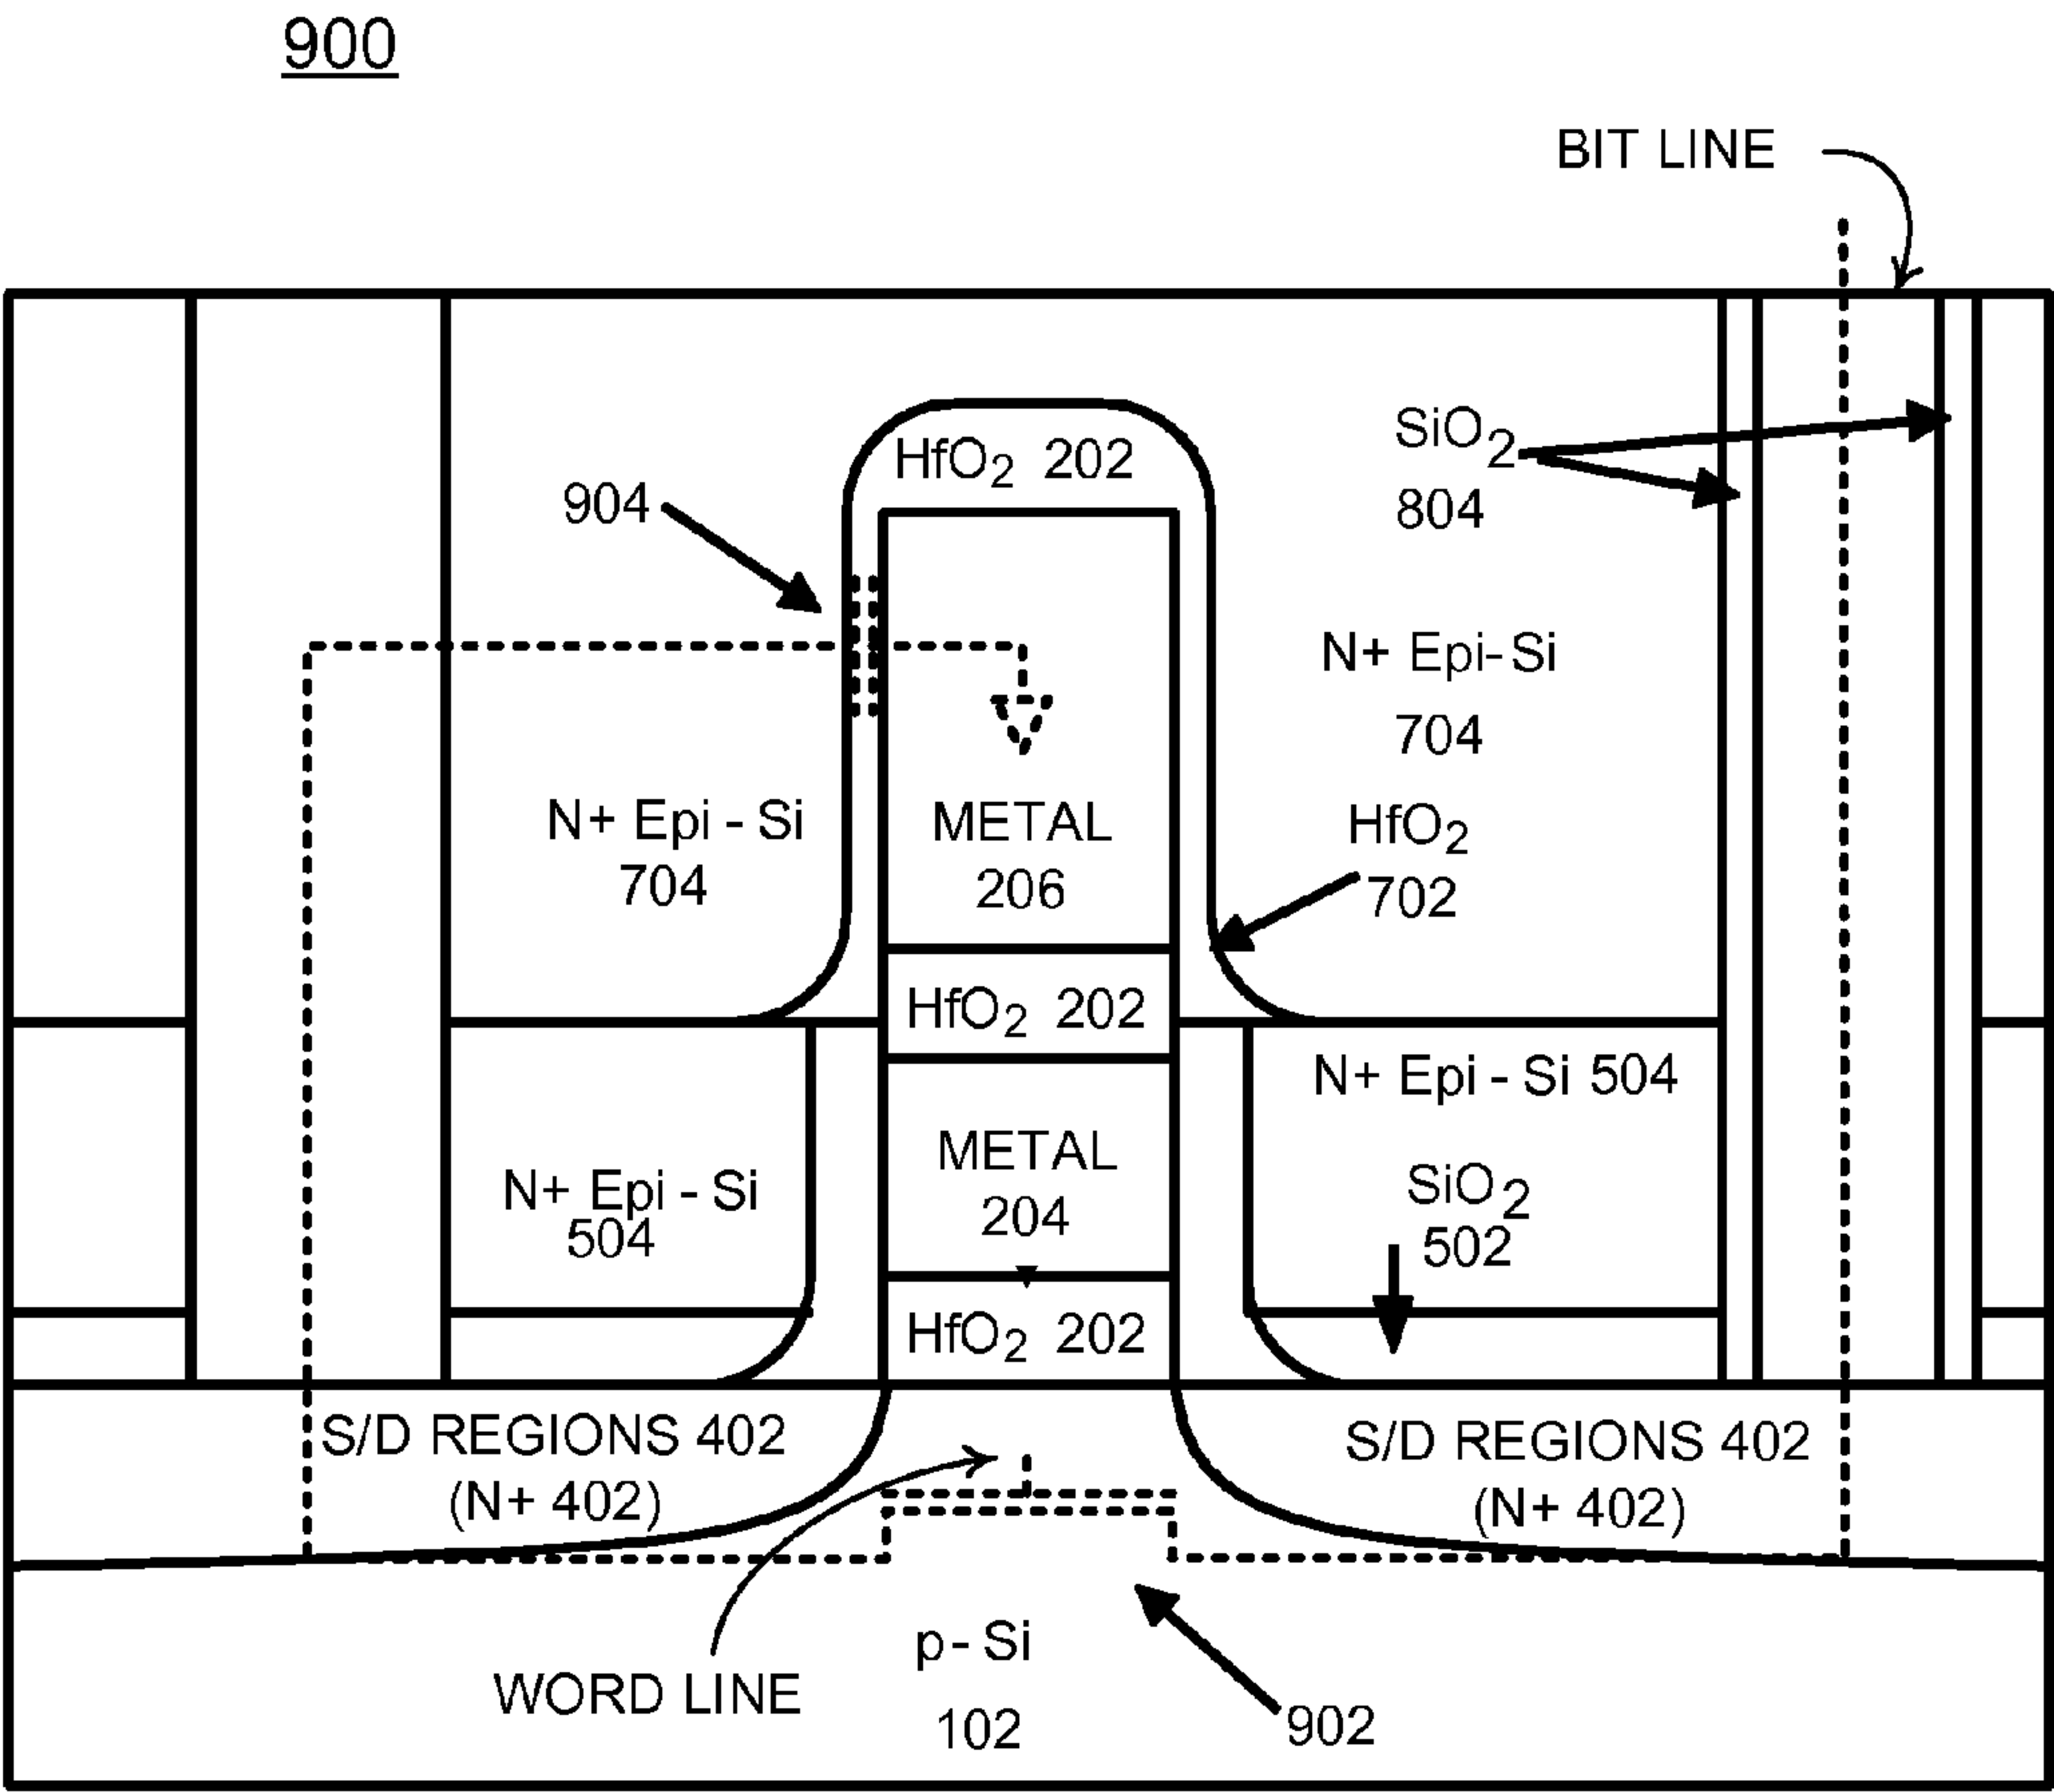 900
BIT LINE
HfO2 202
SiO2
804
904
N+ Epi-Si
704
N+ Epi - Si
704
METAL
206
HfO2
702
HfO2 202
N+ Epi - Si 504
METAL
204
N+ Epi - Si
504
SiO2
502
HfO2 202
S/D REGIONS 402
(N+ 402)
S/D REGIONS 402
(N+ 402)
p-Si
102
WORD LINE
902